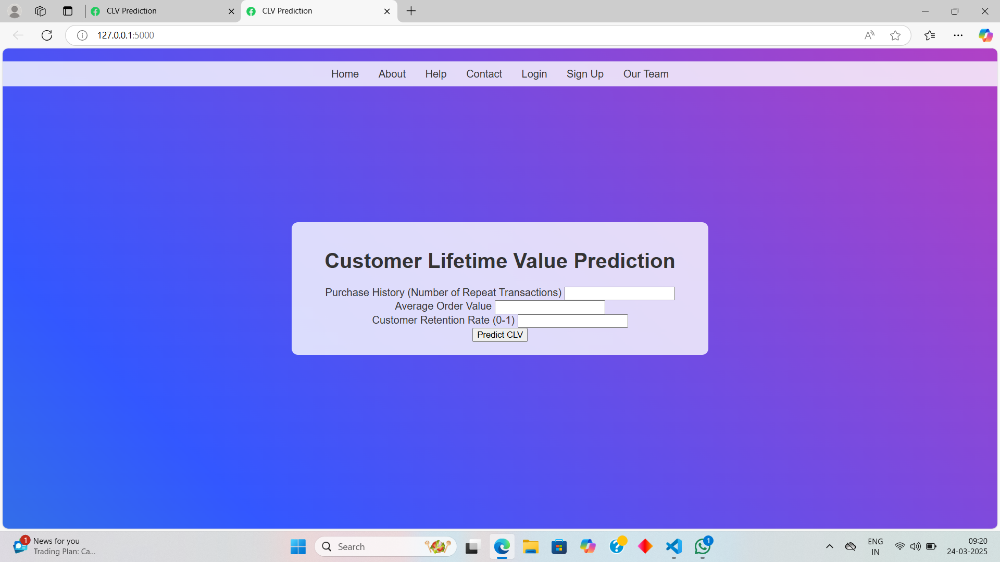 CLV Prediction
CLV Prediction
127.0.0.1:5000
Home About Help Contact Login Sign Up Our Team
Customer Lifetime Value Prediction
Purchase History (Number of Repeat Transactions)
Average Order Value
Customer Retention Rate (0-1)
Predict CLV
1
News for you
Trading Plan: Ca...
Search
1
ENG
IN
09:20
24-03-2025